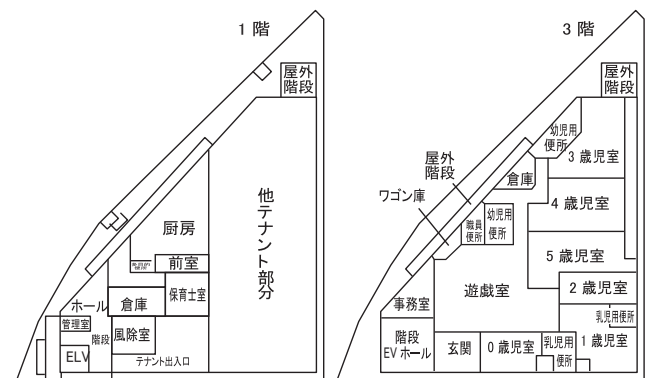 1 階
屋外
階段
他テナント部分
厨房
前室
保育士室
倉庫
ホール
管理室
階段
風除室
ELV
テナント出入口
3 階
幼児用
便所
3 歳児室
屋外
階段
倉庫
ワゴン庫
4 歳児室
職員
便所
幼児用
便所
5 歳児室
遊戯室
2 歳児室
事務室
乳児用便所
階段
EVホール
玄関
0 歳児室
乳児用
便所
1 歳児室